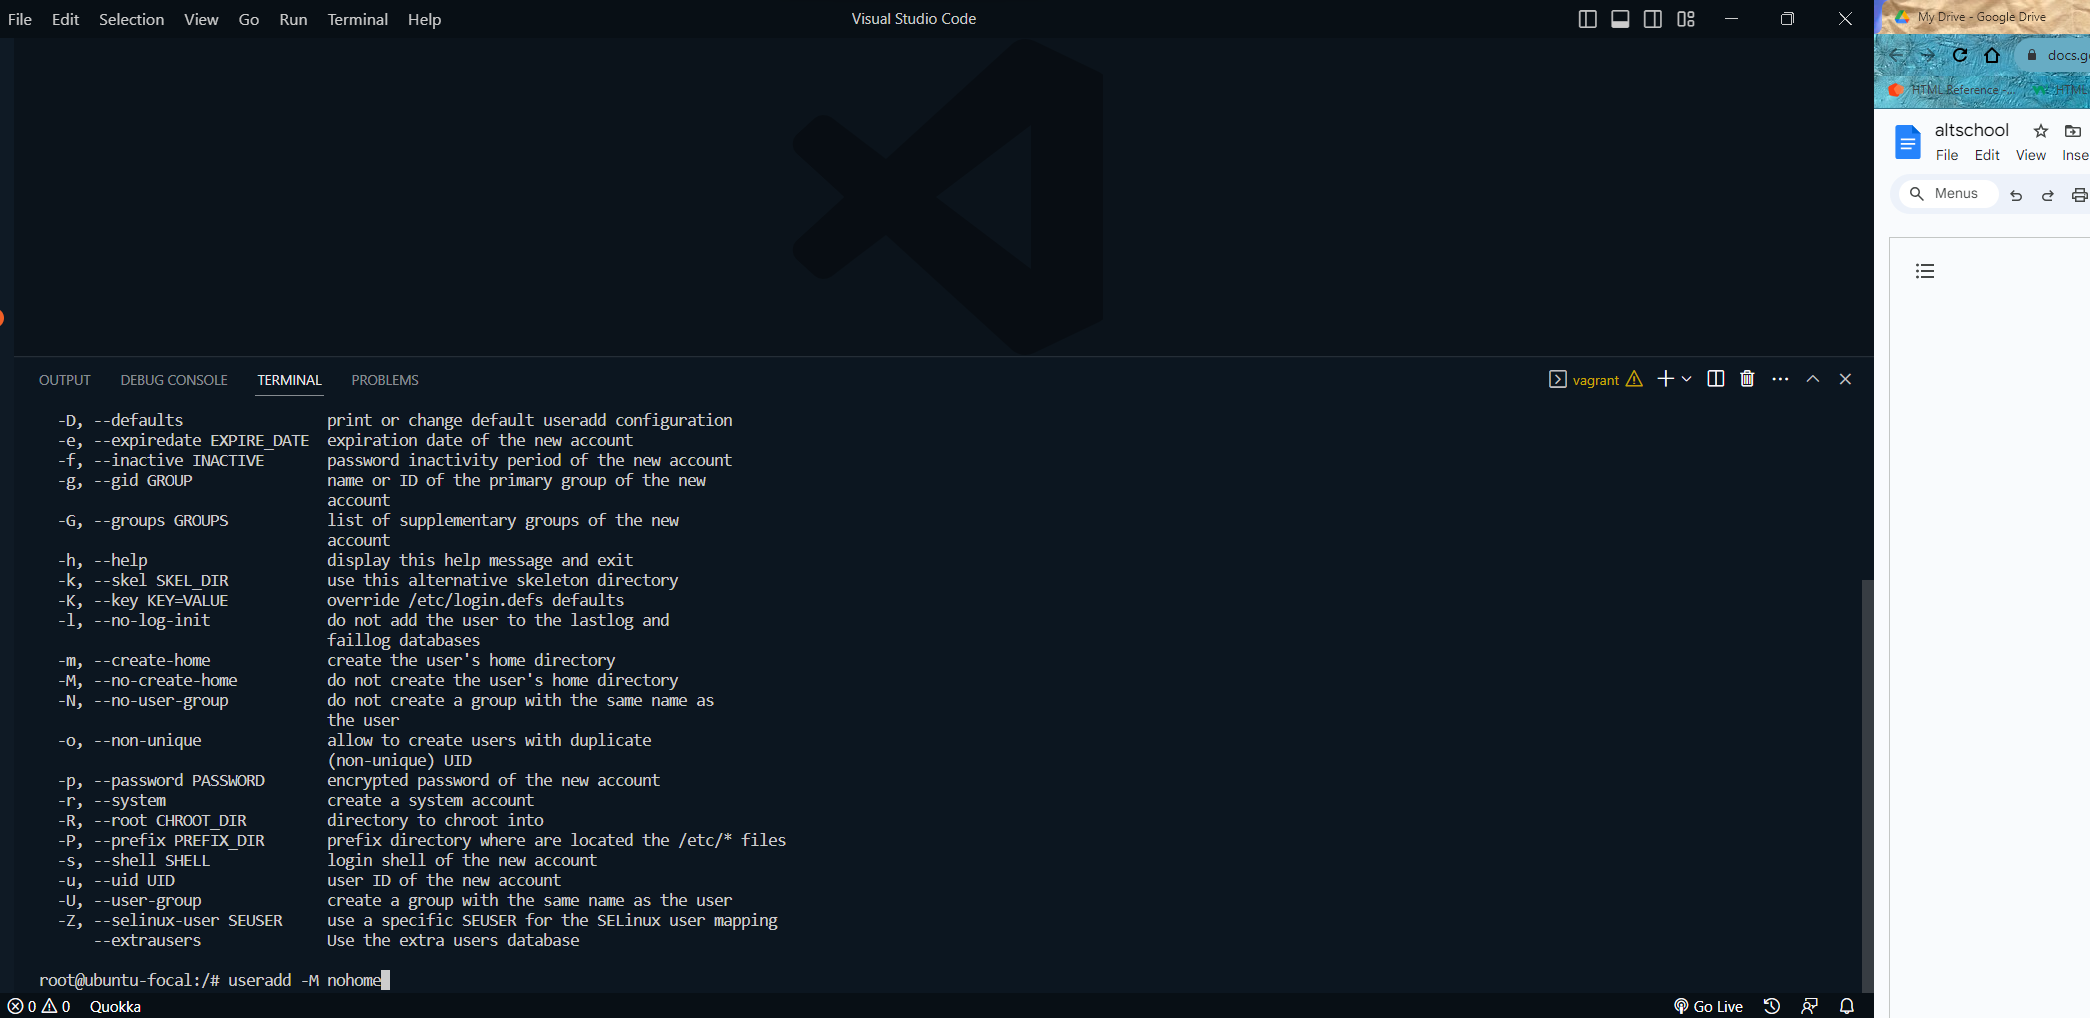 File Edit Selection View Go Run Terminal Help
Visual Studio Code
My Drive - Google Drive
docs.g
HTML Reference -...
HTML
altschool
File Edit View Inse
Menus
OUTPUT DEBUG CONSOLE TERMINAL PROBLEMS
vagrant
-D, --defaults print or change default useradd configuration
-e, --expiredate EXPIRE_DATE expiration date of the new account
-f, --inactive INACTIVE password inactivity period of the new account
-g, --gid GROUP name or ID of the primary group of the new
account
-G, --groups GROUPS list of supplementary groups of the new
account
-h, --help display this help message and exit
-k, --skel SKEL_DIR use this alternative skeleton directory
-K, --key KEY=VALUE override /etc/login.defs defaults
-l, --no-log-init do not add the user to the lastlog and
faillog databases
-m, --create-home create the user's home directory
-M, --no-create-home do not create the user's home directory
-N, --no-user-group do not create a group with the same name as
the user
-o, --non-unique allow to create users with duplicate
(non-unique) UID
-p, --password PASSWORD encrypted password of the new account
-r, --system create a system account
-R, --root CHROOT_DIR directory to chroot into
-P, --prefix PREFIX_DIR prefix directory where are located the /etc/* files
-s, --shell SHELL login shell of the new account
-u, --uid UID user ID of the new account
-U, --user-group create a group with the same name as the user
-Z, --selinux-user SEUSER use a specific SEUSER for the SELinux user mapping
--extrausers Use the extra users database
root@ubuntu-focal:/# useradd -M nohome
0 0 Quokka
Go Live